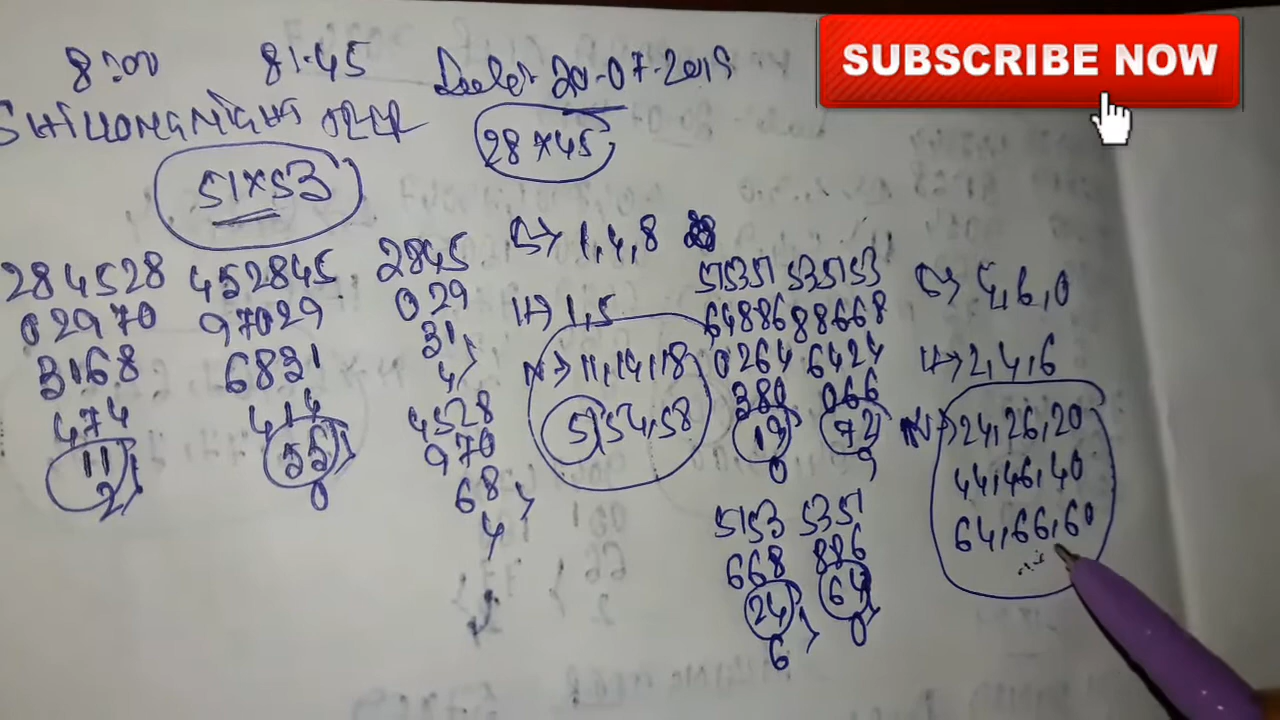 SUBSCRIBE NOW
8:00 81-45 20-07-2019
28*45
51*53
284528 452845 2845 S→ 1,4,8
02970 97029 029 H→ 1,5
3168 6831 31
474 414 4
11 55 4528 N→ 11,14,18
2 0 970 51,54,58
68
4
51351 535153 S→ 4,6,0
64886 88668 H→ 2,4,6
0264 6424
380 066 N→ 24,26,20
19 72 44,46,40
0 9 64,66,60
5153 5351
668 886
24 64
6 0